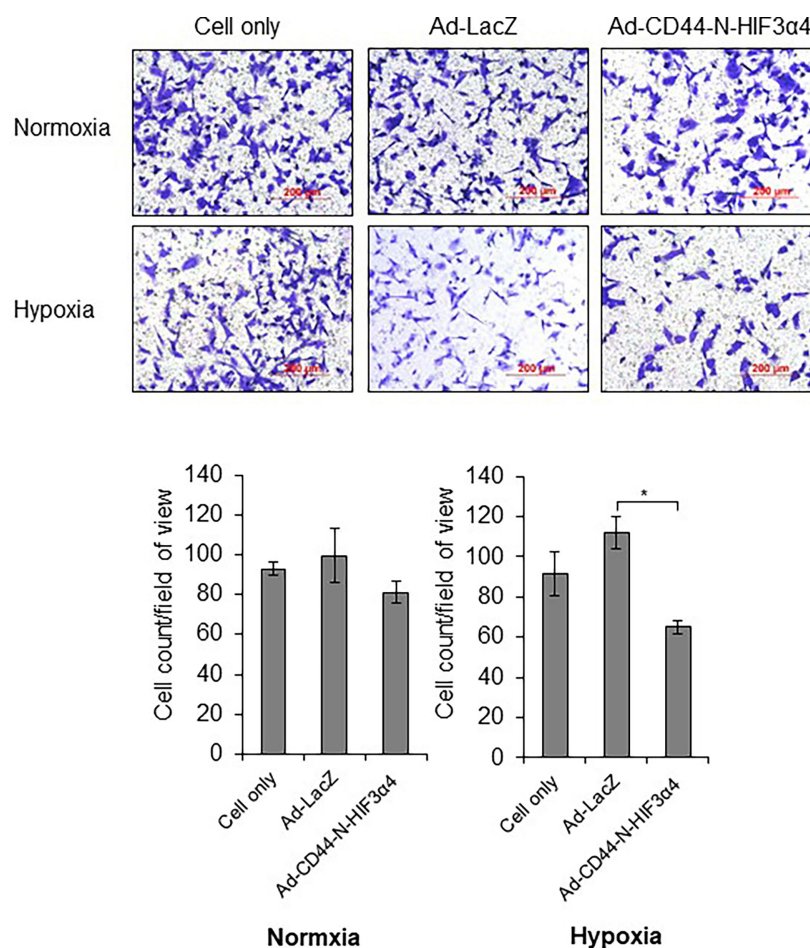 Cell only Ad-LacZ Ad-CD44-N-HIF3α4
Normoxia
200 µm 200 µm 200 µm
Hypoxia
200 µm 200 µm 200 µm
Cell count/field of view
140
120
100
80
60
40
20
0
Cell only
Ad-LacZ
Ad-CD44-N-HIF3α4
Normxia
Cell count/field of view
140
120
100
80
60
40
20
0
*
Cell only
Ad-LacZ
Ad-CD44-N-HIF3α4
Hypoxia